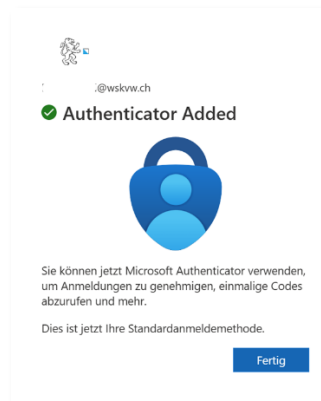 @wskvw.ch
Authenticator Added
Sie können jetzt Microsoft Authenticator verwenden,
um Anmeldungen zu genehmigen, einmalige Codes
abzurufen und mehr.
Dies ist jetzt Ihre Standardanmeldemethode.
Fertig